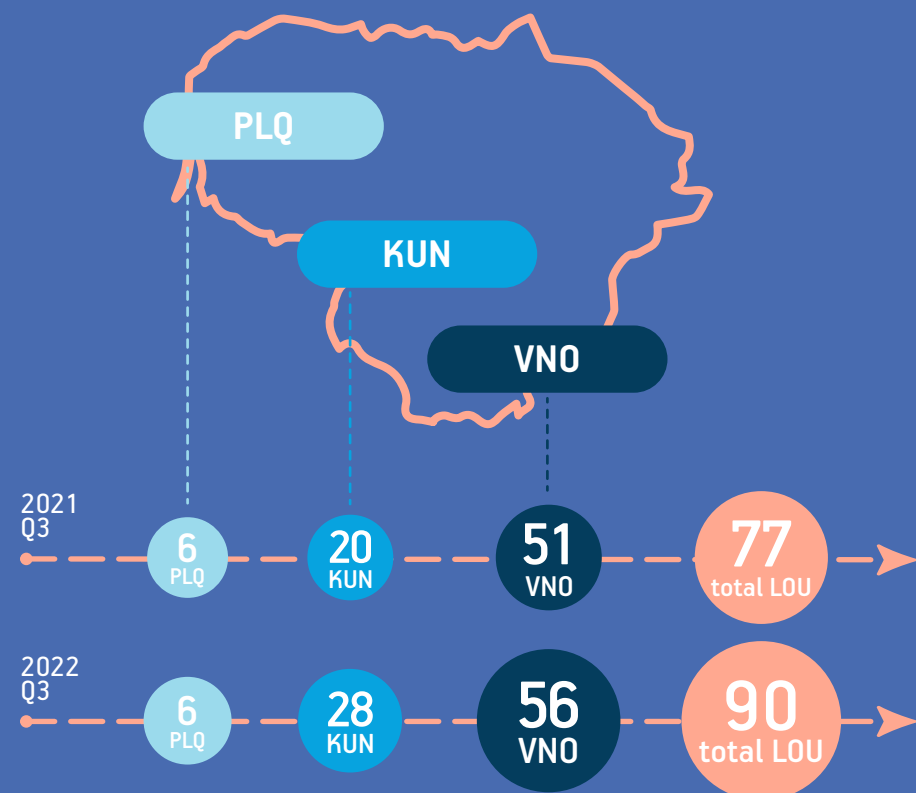 PLQ
KUN
VNO
2021
Q3
6
PLQ
20
KUN
51
VNO
77
total LOU
2022
Q3
6
PLQ
28
KUN
56
VNO
90
total LOU